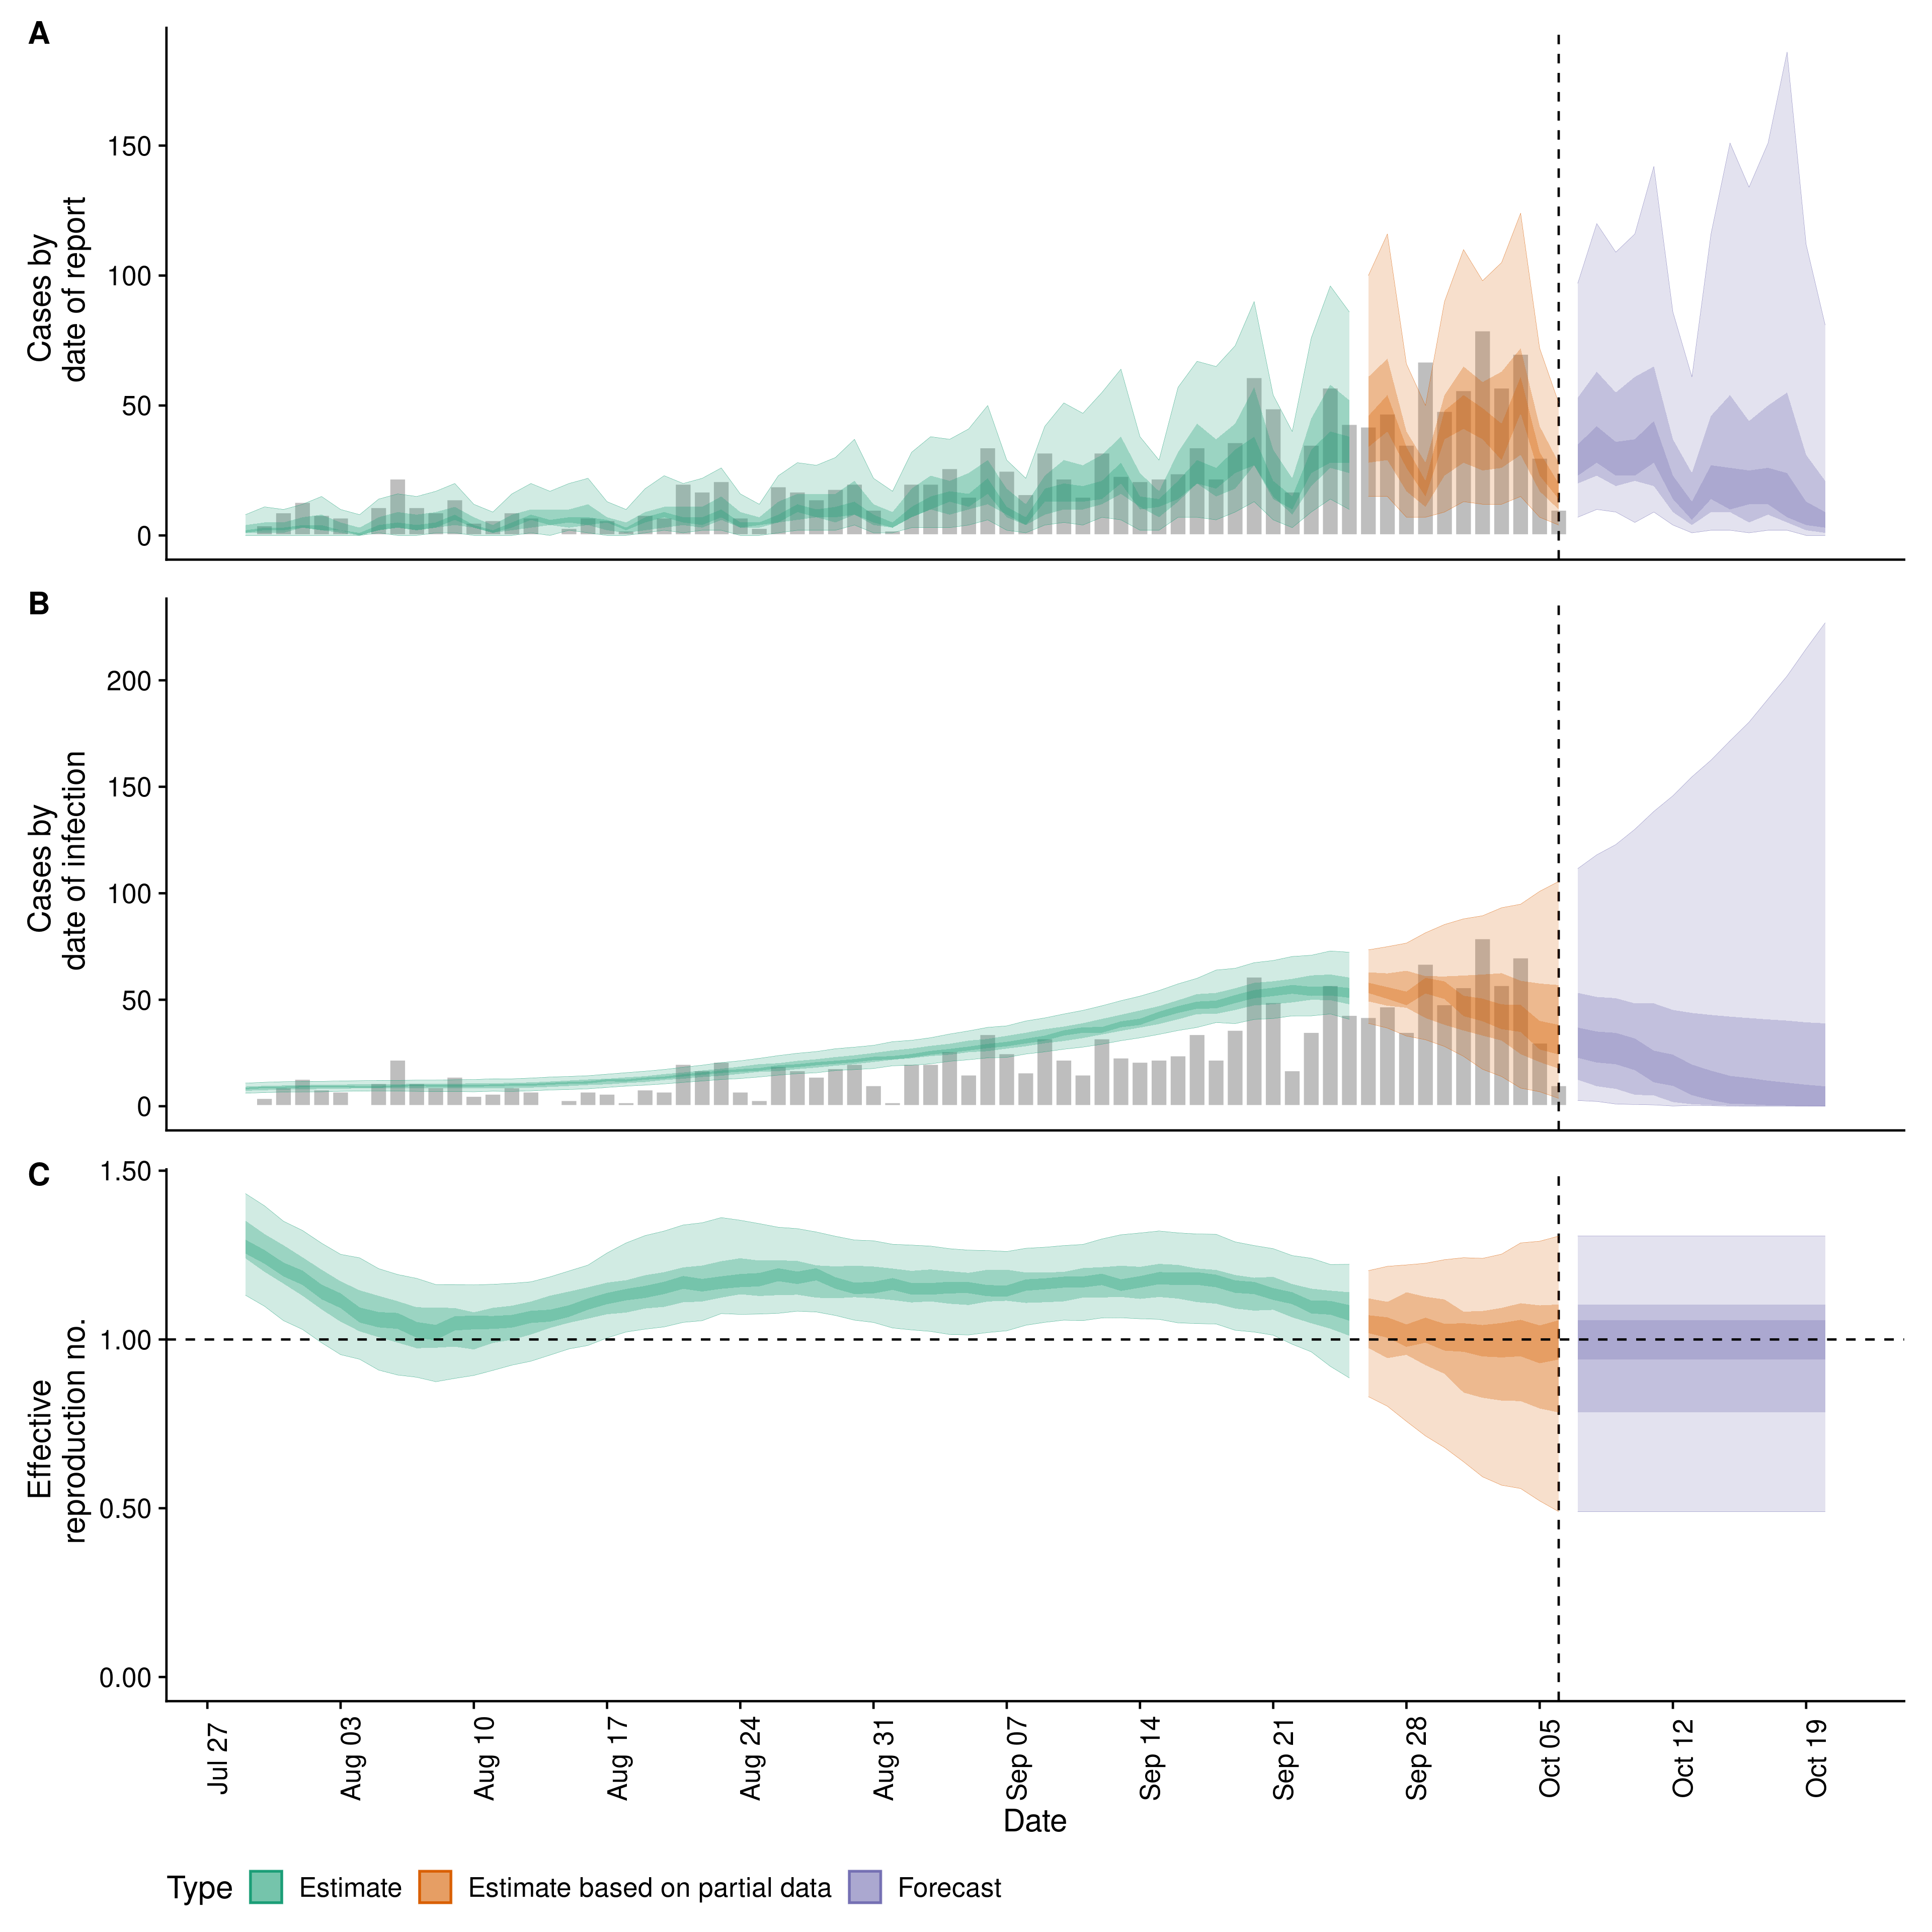 A
Cases by
date of report
150
100
50
0
B
Cases by
date of infection
200
150
100
50
0
C
Effective
reproduction no.
1.50
1.00
0.50
0.00
Jul 27
Aug 03
Aug 10
Aug 17
Aug 24
Aug 31
Sep 07
Sep 14
Sep 21
Sep 28
Oct 05
Oct 12
Oct 19
Date
Type Estimate Estimate based on partial data Forecast